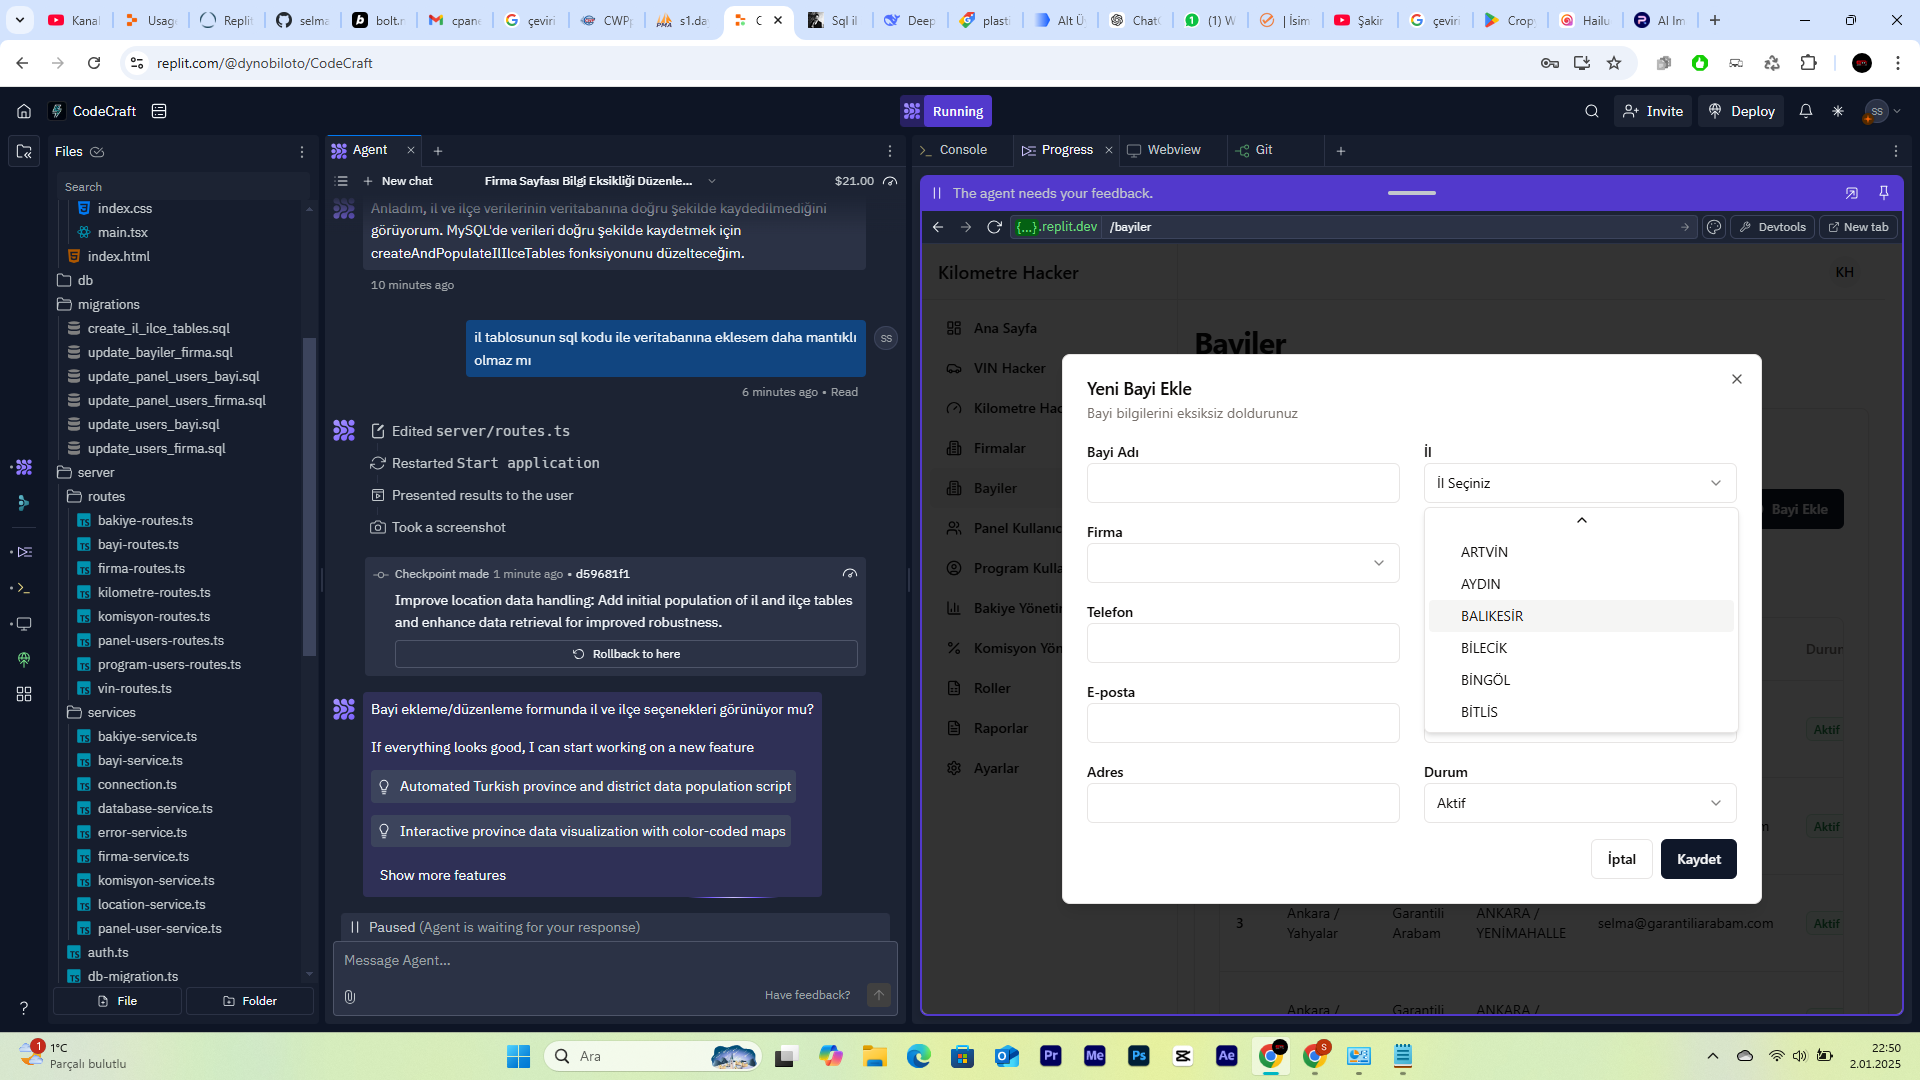 Kanal
Usage
Replit
selma
bolt.n
cpane
çeviri
CWPp
s1.da
C
Sql il
Deep
plasti
Alt Ü
ChatG
(1) W
| İsim
Şakir
çeviri
Crop
Hailu
AI Im
replit.com/@dynobiloto/CodeCraft
CodeCraft
Running
Invite
Deploy
SS
Files
Search
index.css
main.tsx
index.html
db
migrations
create_il_ilce_tables.sql
update_bayiler_firma.sql
update_panel_users_bayi.sql
update_panel_users_firma.sql
update_users_bayi.sql
update_users_firma.sql
server
routes
bakiye-routes.ts
bayi-routes.ts
firma-routes.ts
kilometre-routes.ts
komisyon-routes.ts
panel-users-routes.ts
program-users-routes.ts
vin-routes.ts
services
bakiye-service.ts
bayi-service.ts
connection.ts
database-service.ts
error-service.ts
firma-service.ts
komisyon-service.ts
location-service.ts
panel-user-service.ts
auth.ts
db-migration.ts
File
Folder
Agent
New chat
Firma Sayfası Bilgi Eksikliği Düzenle...
$21.00
Anladım, il ve ilçe verilerinin veritabanına doğru şekilde kaydedilmediğini
görüyorum. MySQL'de verileri doğru şekilde kaydetmek için
createAndPopulateIlIlceTables fonksiyonunu düzelteceğim.
10 minutes ago
il tablosunun sql kodu ile veritabanına eklesem daha mantıklı
olmaz mı
SS
6 minutes ago • Read
Edited server/routes.ts
Restarted Start application
Presented results to the user
Took a screenshot
Checkpoint made 1 minute ago • d59681f1
Improve location data handling: Add initial population of il and ilçe tables
and enhance data retrieval for improved robustness.
Rollback to here
Bayi ekleme/düzenleme formunda il ve ilçe seçenekleri görünüyor mu?
If everything looks good, I can start working on a new feature
Automated Turkish province and district data population script
Interactive province data visualization with color-coded maps
Show more features
Paused (Agent is waiting for your response)
Message Agent...
Have feedback?
Console
Progress
Webview
Git
The agent needs your feedback.
{...}.replit.dev
/bayiler
Devtools
New tab
Kilometre Hacker
KH
Ana Sayfa
VIN Hacker
Kilometre Hac
Firmalar
Bayiler
Panel Kullanıc
Program Kulla
Bakiye Yönetin
Komisyon Yön
Roller
Raporlar
Ayarlar
Bayiler
Bayi Ekle
Durur
Aktif
m
Aktif
3
Ankara /
Yahyalar
Garantili
Arabam
ANKARA /
YENİMAHALLE
selma@garantiliarabam.com
Aktif
Ankara /
Garantili
ANKARA /
Yeni Bayi Ekle
Bayi bilgilerini eksiksiz doldurunuz
Bayi Adı
İl
İl Seçiniz
ARTVİN
AYDIN
BALIKESİR
BİLECİK
BİNGÖL
BİTLİS
Firma
Telefon
E-posta
Adres
Durum
Aktif
İptal
Kaydet
1
1°C
Parçalı bulutlu
Ara
Pr
Me
Ps
Ae
S
22:50
2.01.2025